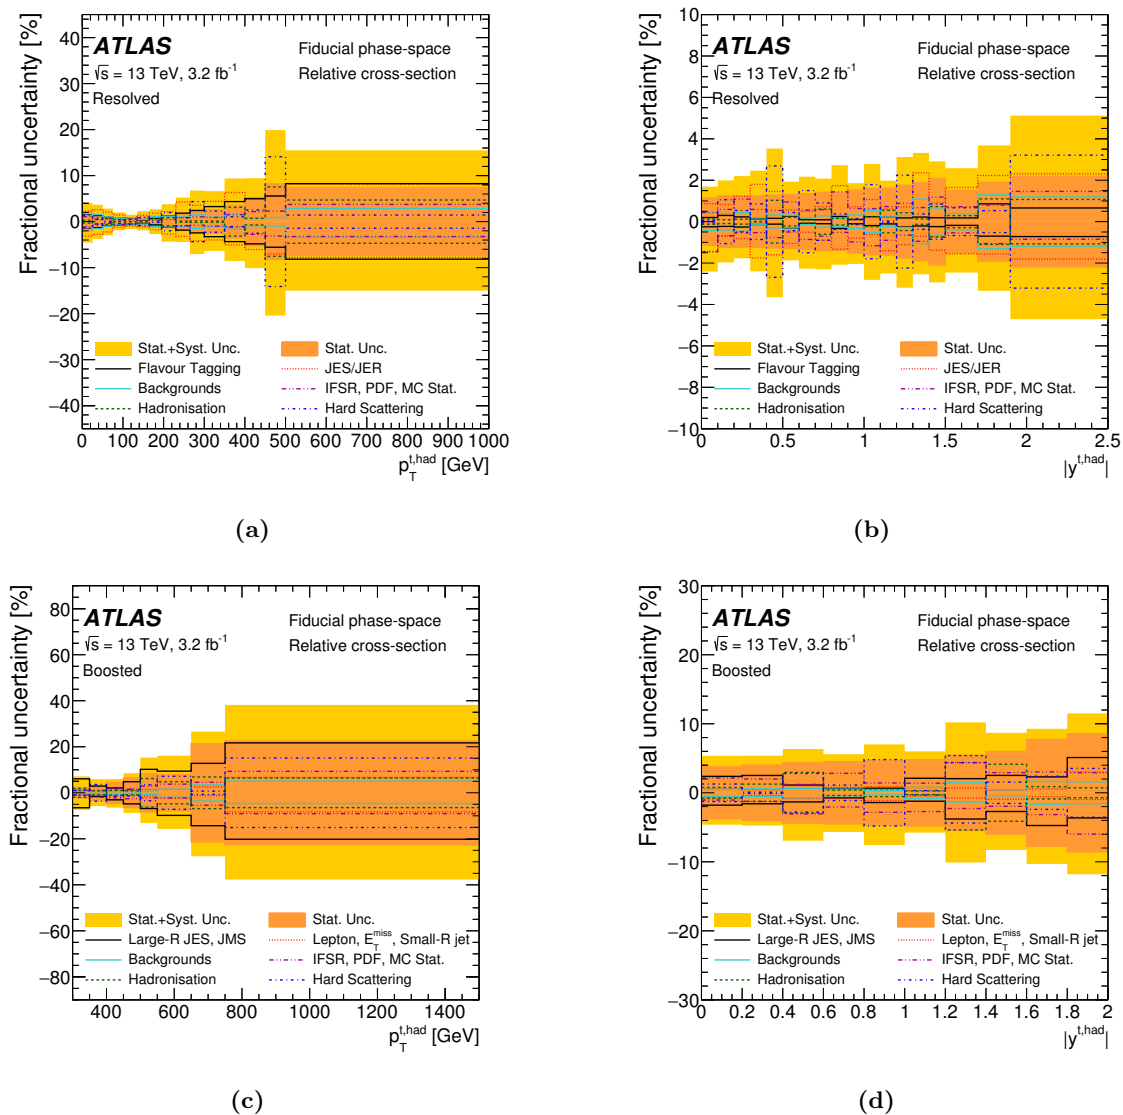 Fractional uncertainty [%]
40
30
20
10
0
−10
−20
−30
−40
ATLAS
√s = 13 TeV, 3.2 fb⁻¹
Resolved
Fiducial phase-space
Relative cross-section
Stat.+Syst. Unc.
Stat. Unc.
Flavour Tagging
JES/JER
Backgrounds
IFSR, PDF, MC Stat.
Hadronisation
Hard Scattering
0 100 200 300 400 500 600 700 800 900 1000
p_T^{t,had} [GeV]
(a)
Fractional uncertainty [%]
10
8
6
4
2
0
−2
−4
−6
−8
−10
ATLAS
√s = 13 TeV, 3.2 fb⁻¹
Resolved
Fiducial phase-space
Relative cross-section
Stat.+Syst. Unc.
Stat. Unc.
Flavour Tagging
JES/JER
Backgrounds
IFSR, PDF, MC Stat.
Hadronisation
Hard Scattering
0 0.5 1 1.5 2 2.5
|y^{t,had}|
(b)
Fractional uncertainty [%]
80
60
40
20
0
−20
−40
−60
−80
ATLAS
√s = 13 TeV, 3.2 fb⁻¹
Boosted
Fiducial phase-space
Relative cross-section
Stat.+Syst. Unc.
Stat. Unc.
Large-R JES, JMS
Lepton, E_T^{miss}, Small-R jet
Backgrounds
IFSR, PDF, MC Stat.
Hadronisation
Hard Scattering
400 600 800 1000 1200 1400
p_T^{t,had} [GeV]
(c)
Fractional uncertainty [%]
30
20
10
0
−10
−20
−30
ATLAS
√s = 13 TeV, 3.2 fb⁻¹
Boosted
Fiducial phase-space
Relative cross-section
Stat.+Syst. Unc.
Stat. Unc.
Large-R JES, JMS
Lepton, E_T^{miss}, Small-R jet
Backgrounds
IFSR, PDF, MC Stat.
Hadronisation
Hard Scattering
0 0.2 0.4 0.6 0.8 1 1.2 1.4 1.6 1.8 2
|y^{t,had}|
(d)